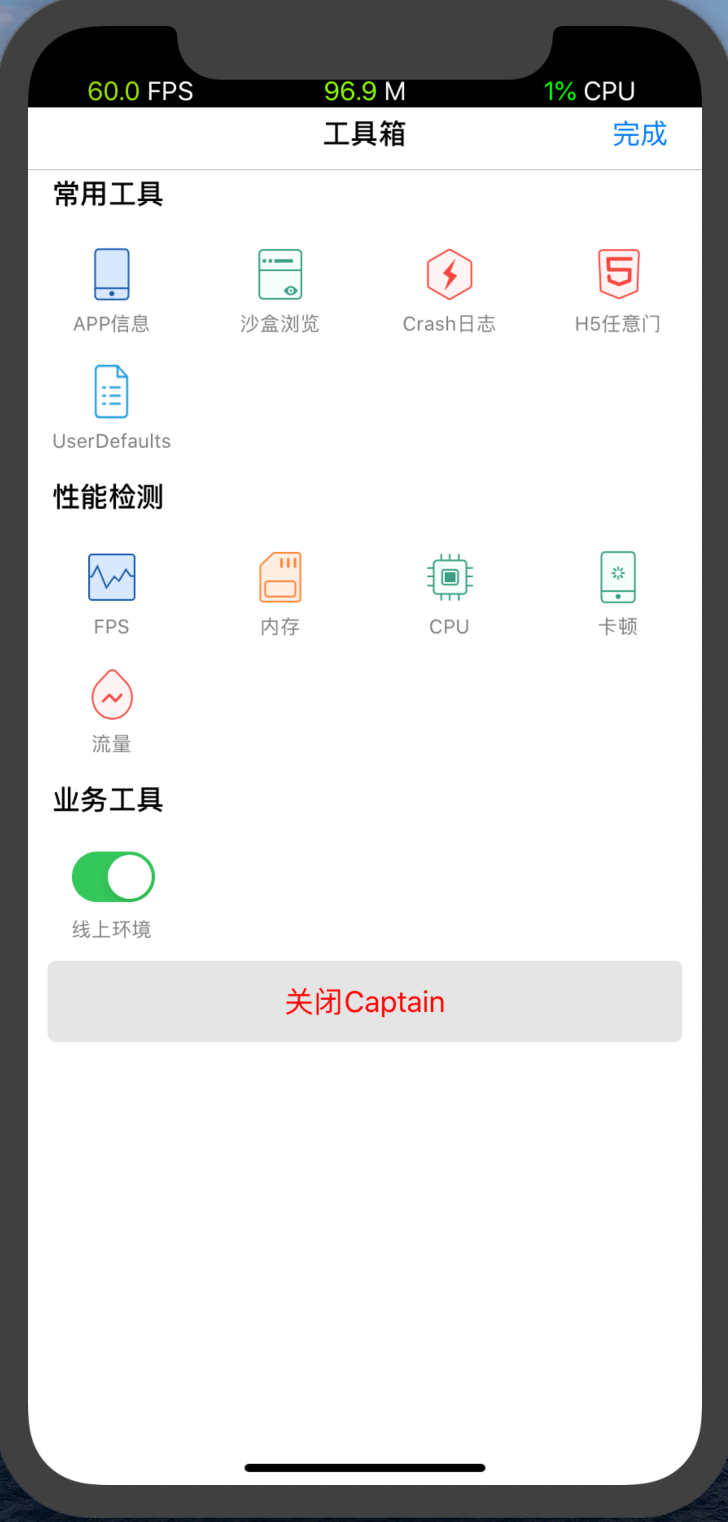 60.0 FPS 96.9 M 1% CPU
工具箱 完成
常用工具
APP信息 沙盒浏览 Crash日志 H5任意门
UserDefaults
性能检测
FPS 内存 CPU 卡顿
流量
业务工具
线上环境
关闭Captain